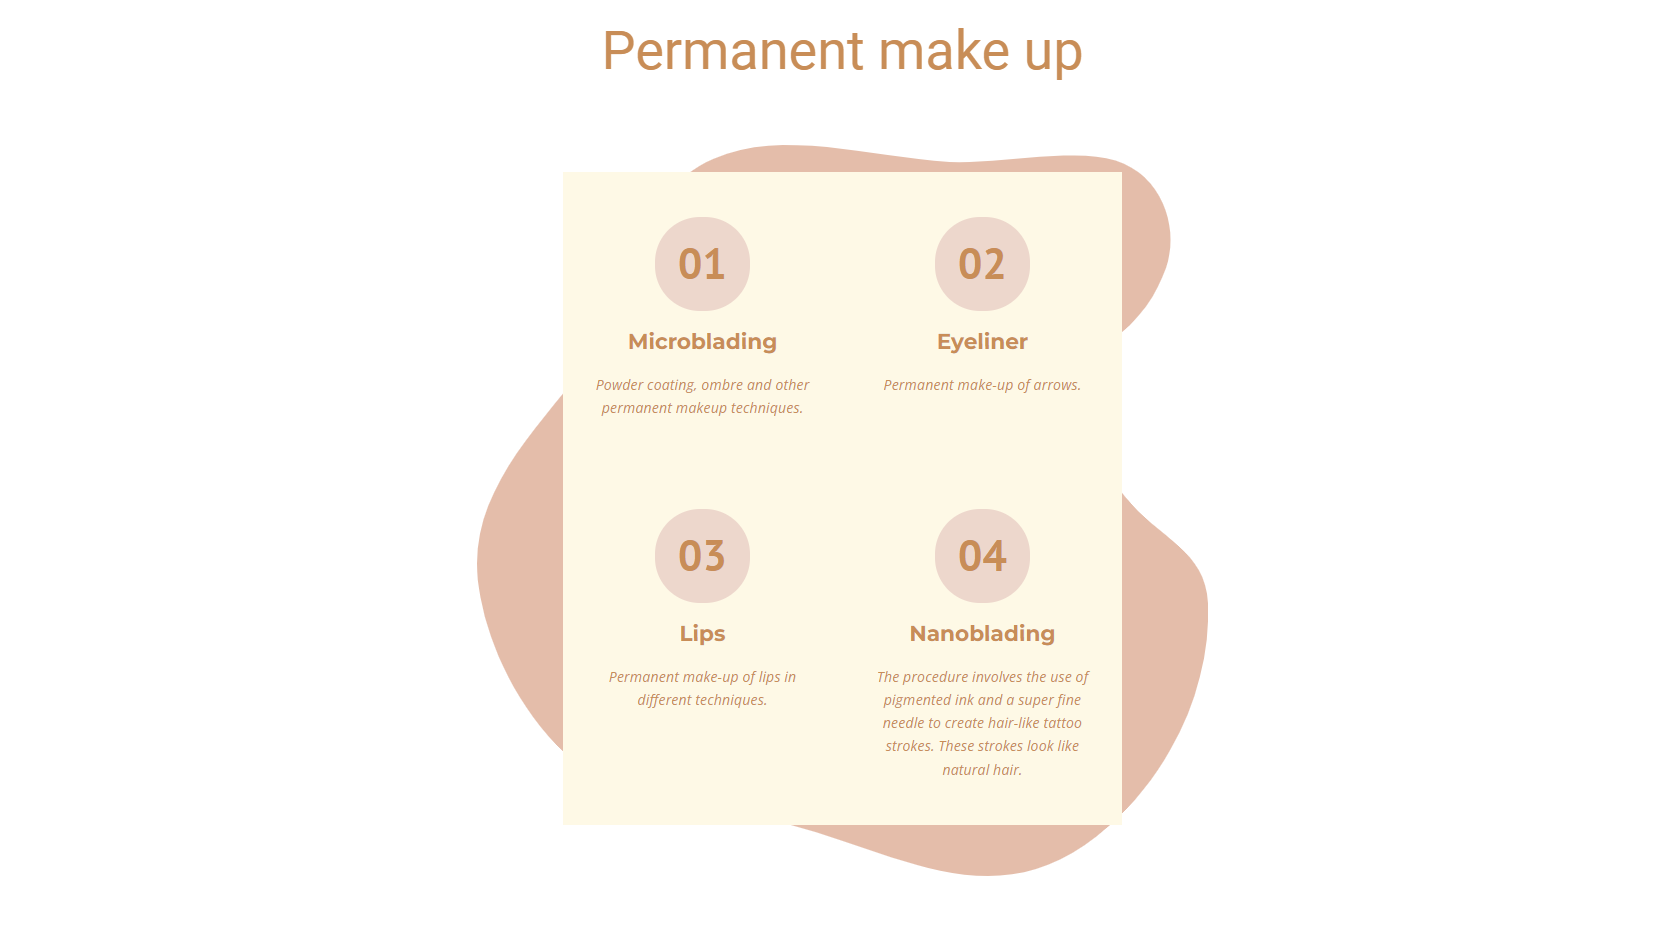 Permanent make up
01
Microblading
Powder coating, ombre and other
permanent makeup techniques.
02
Eyeliner
Permanent make-up of arrows.
03
Lips
Permanent make-up of lips in
different techniques.
04
Nanoblading
The procedure involves the use of
pigmented ink and a super fine
needle to create hair-like tattoo
strokes. These strokes look like
natural hair.